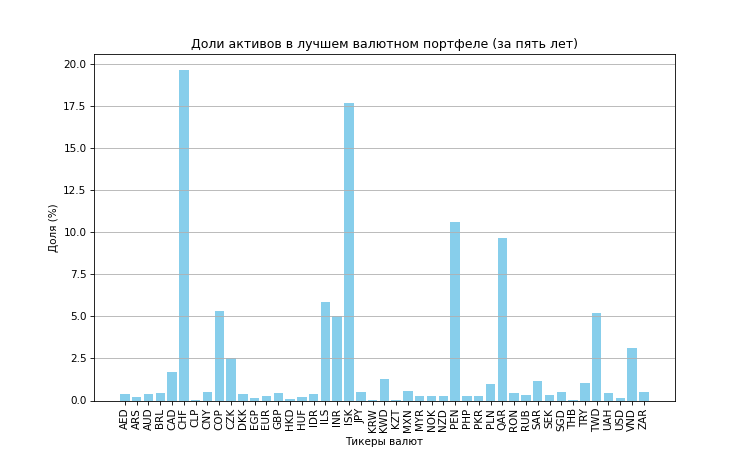 Доли активов в лучшем валютном портфеле (за пять лет)
20.0
17.5
15.0
12.5
10.0
7.5
5.0
2.5
0.0
Доля (%)
AED
ARS
AUD
BRL
CAD
CHF
CLP
CNY
COP
CZK
DKK
EGP
EUR
GBP
HKD
HUF
IDR
ILS
INR
ISK
JPY
KRW
KWD
KZT
MXN
MYR
NOK
NZD
PEN
PHP
PKR
PLN
QAR
RON
RUB
SAR
SEK
SGD
THB
TRY
TWD
UAH
USD
VND
ZAR
Тикеры валют